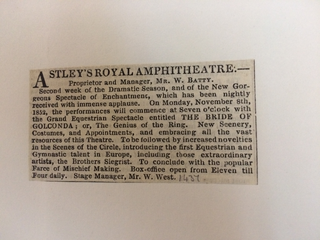 ASTLEY'S ROYAL AMPHITHEATRE:—
Proprietor and Manager, MR. W. BATTY.
Second week of the Dramatic Season, and of the New Gor-
geous Spectacle of Enchantment, which has been nightly
received with immense applause. On Monday, November 8th,
1852, the performances will commence at Seven o'clock with
the Grand Equestrian Spectacle entitled THE BRIDE OF
GOLCONDA; or, The Genius of the Ring. New Scenery,
Costumes, and Appointments, and embracing all the vast
resources of this Theatre. To be followed by increased novelties
in the Scenes of the Circle, introducing the first Equestrian and
Gymnastic talent in Europe, including those extraordinary
artists, the Brothers Siegrist. To conclude with the popular
Farce of Mischief Making. Box-office open from Eleven till
Four daily. Stage Manager, Mr. W. West.